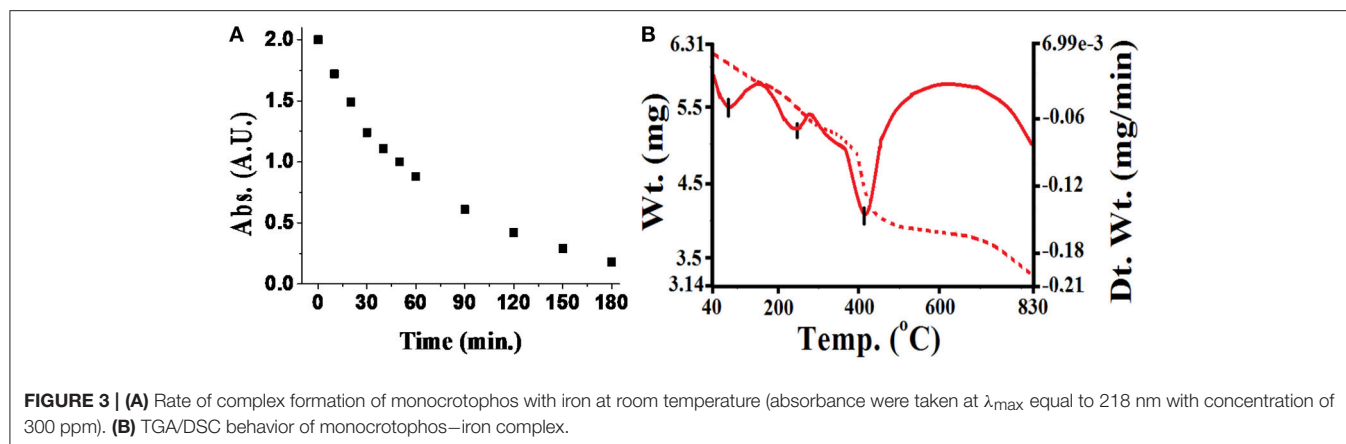 A
2.0
1.5
1.0
0.5
0.0
Abs. (A.U.)
0 30 60 90 120 150 180
Time (min.)
B
6.31
5.5
4.5
3.5
3.14
Wt. (mg)
40 200 400 600 830
Temp. (°C)
6.99e-3
-0.06
-0.12
-0.18
-0.21
Dt. Wt. (mg/min)
FIGURE 3 | (A) Rate of complex formation of monocrotophos with iron at room temperature (absorbance were taken at λmax equal to 218 nm with concentration of
300 ppm). (B) TGA/DSC behavior of monocrotophos−iron complex.